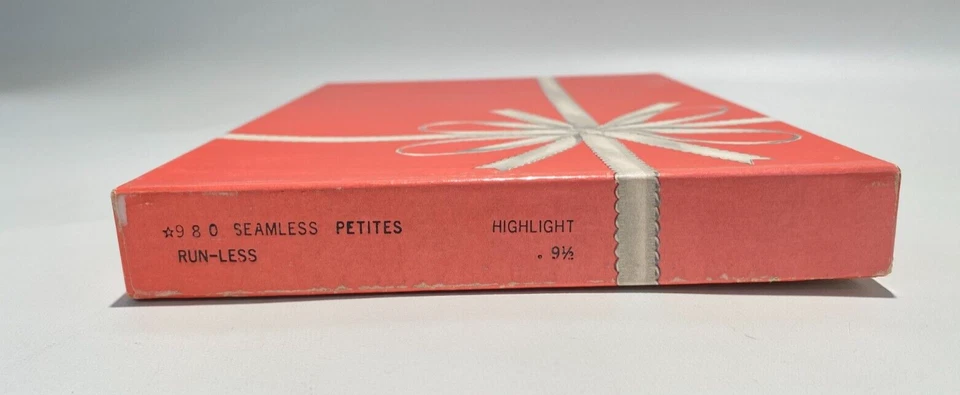 ☆980 SEAMLESS PETITES HIGHLIGHT
RUN-LESS . 9½